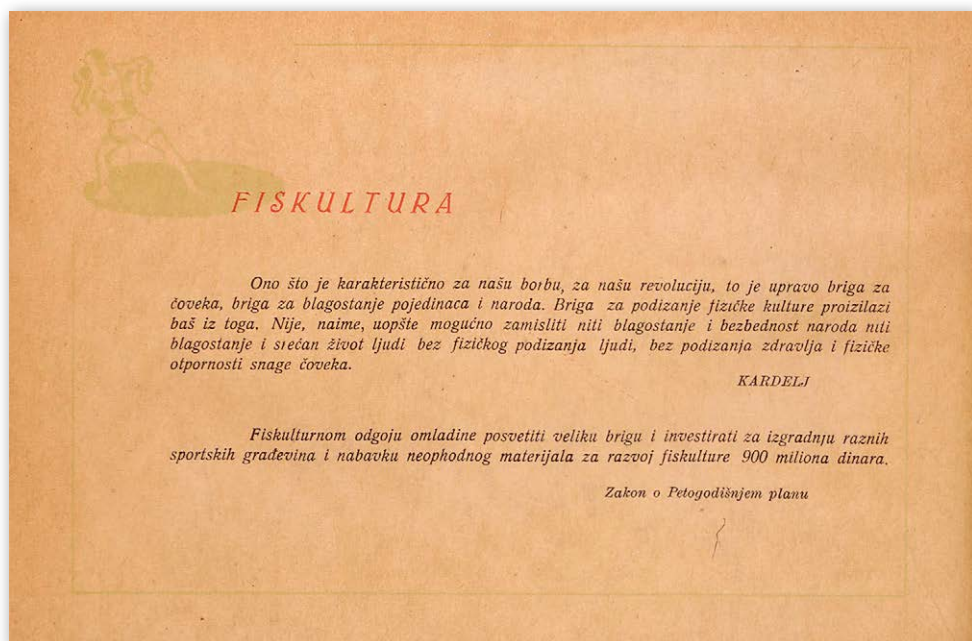 FISKULTURA
Ono što je karakteristično za našu borbu, za našu revoluciju, to je upravo briga za
čoveka, briga za blagostanje pojedinaca i naroda. Briga za podizanje fizičke kulture proizilazi
baš iz toga. Nije, naime, uopšte mogućno zamisliti niti blagostanje i bezbednost naroda niti
blagostanje i srećan život ljudi bez fizičkog podizanja ljudi, bez podizanja zdravlja i fizičke
otpornosti snage čoveka.
KARDELJ
Fiskulturnom odgoju omladine posvetiti veliku brigu i investirati za izgradnju raznih
sportskih građevina i nabavku neophodnog materijala za razvoj fiskulture 900 miliona dinara.
Zakon o Petogodišnjem planu